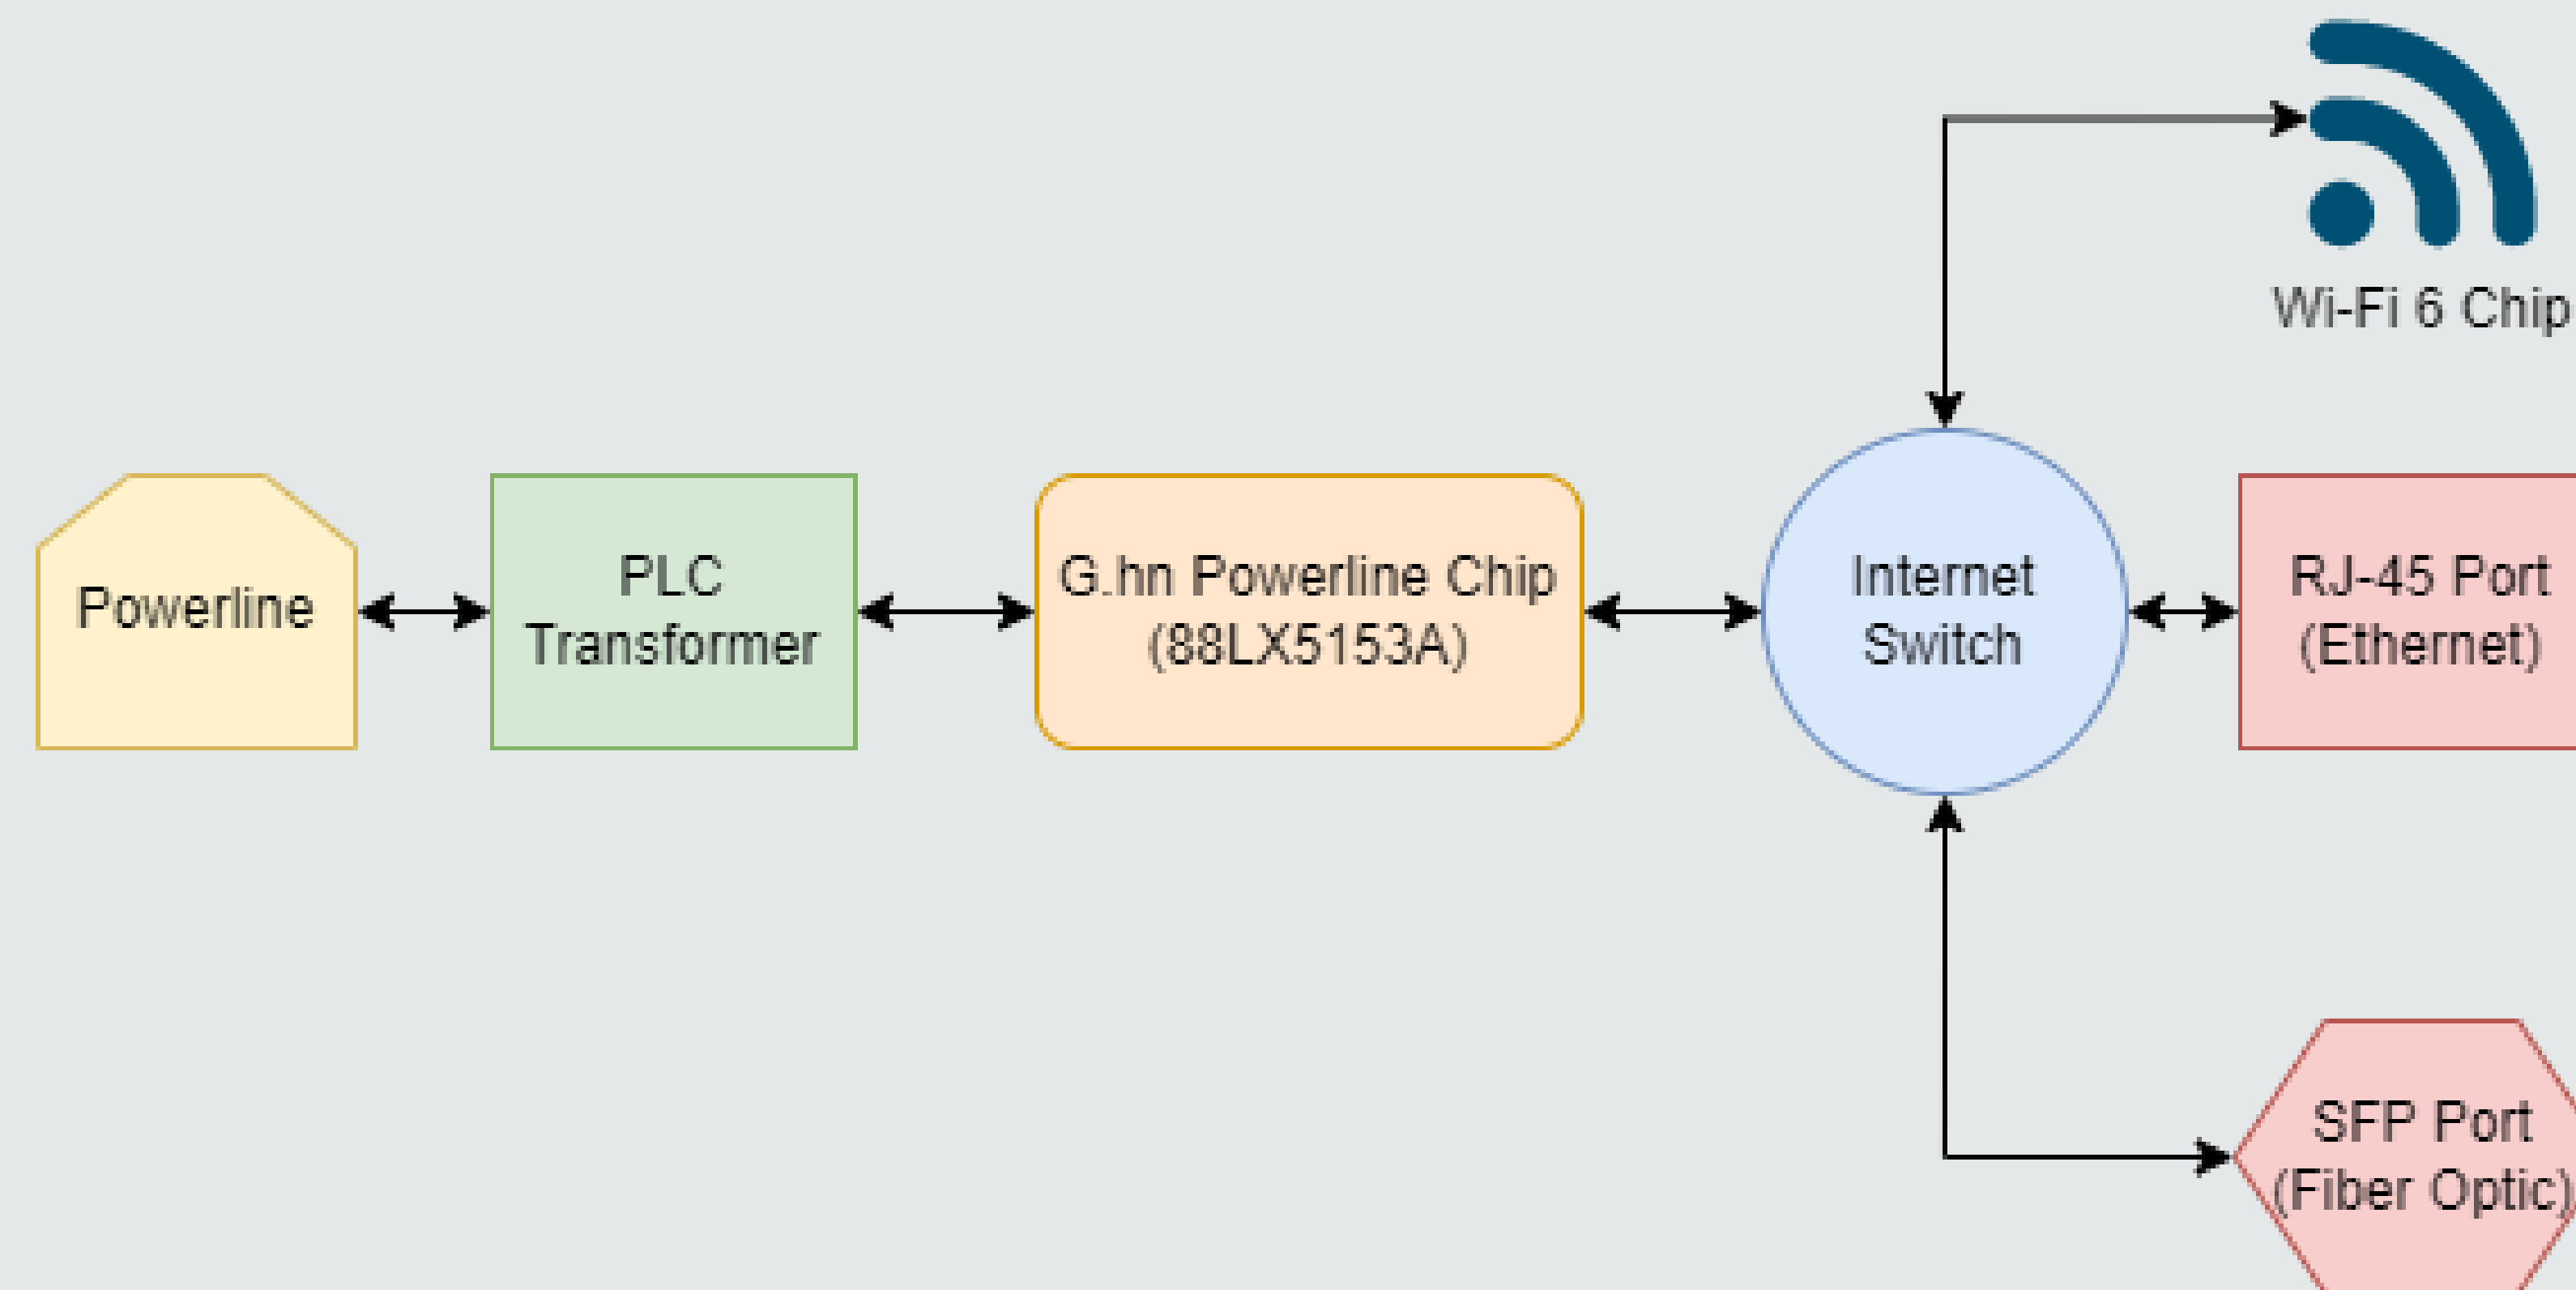 Wi-Fi 6 Chip
Powerline
PLC
Transformer
G.hn Powerline Chip
(88LX5153A)
Internet
Switch
RJ-45 Port
(Ethernet)
SFP Port
(Fiber Optic)